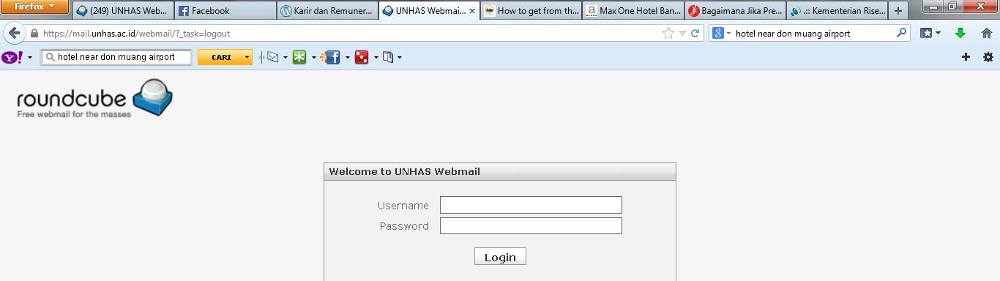 Firefox
(249) UNHAS Web...
Facebook
Karir dan Remuner...
UNHAS Webmai...
How to get from th...
Max One Hotel Ban...
Bagaimana Jika Pre...
.:: Kementerian Rise...
https://mail.unhas.ac.id/webmail/?_task=logout
hotel near don muang airport
Y!
hotel near don muang airport
CARI
roundcube
Free webmail for the masses
Welcome to UNHAS Webmail
Username
Password
Login